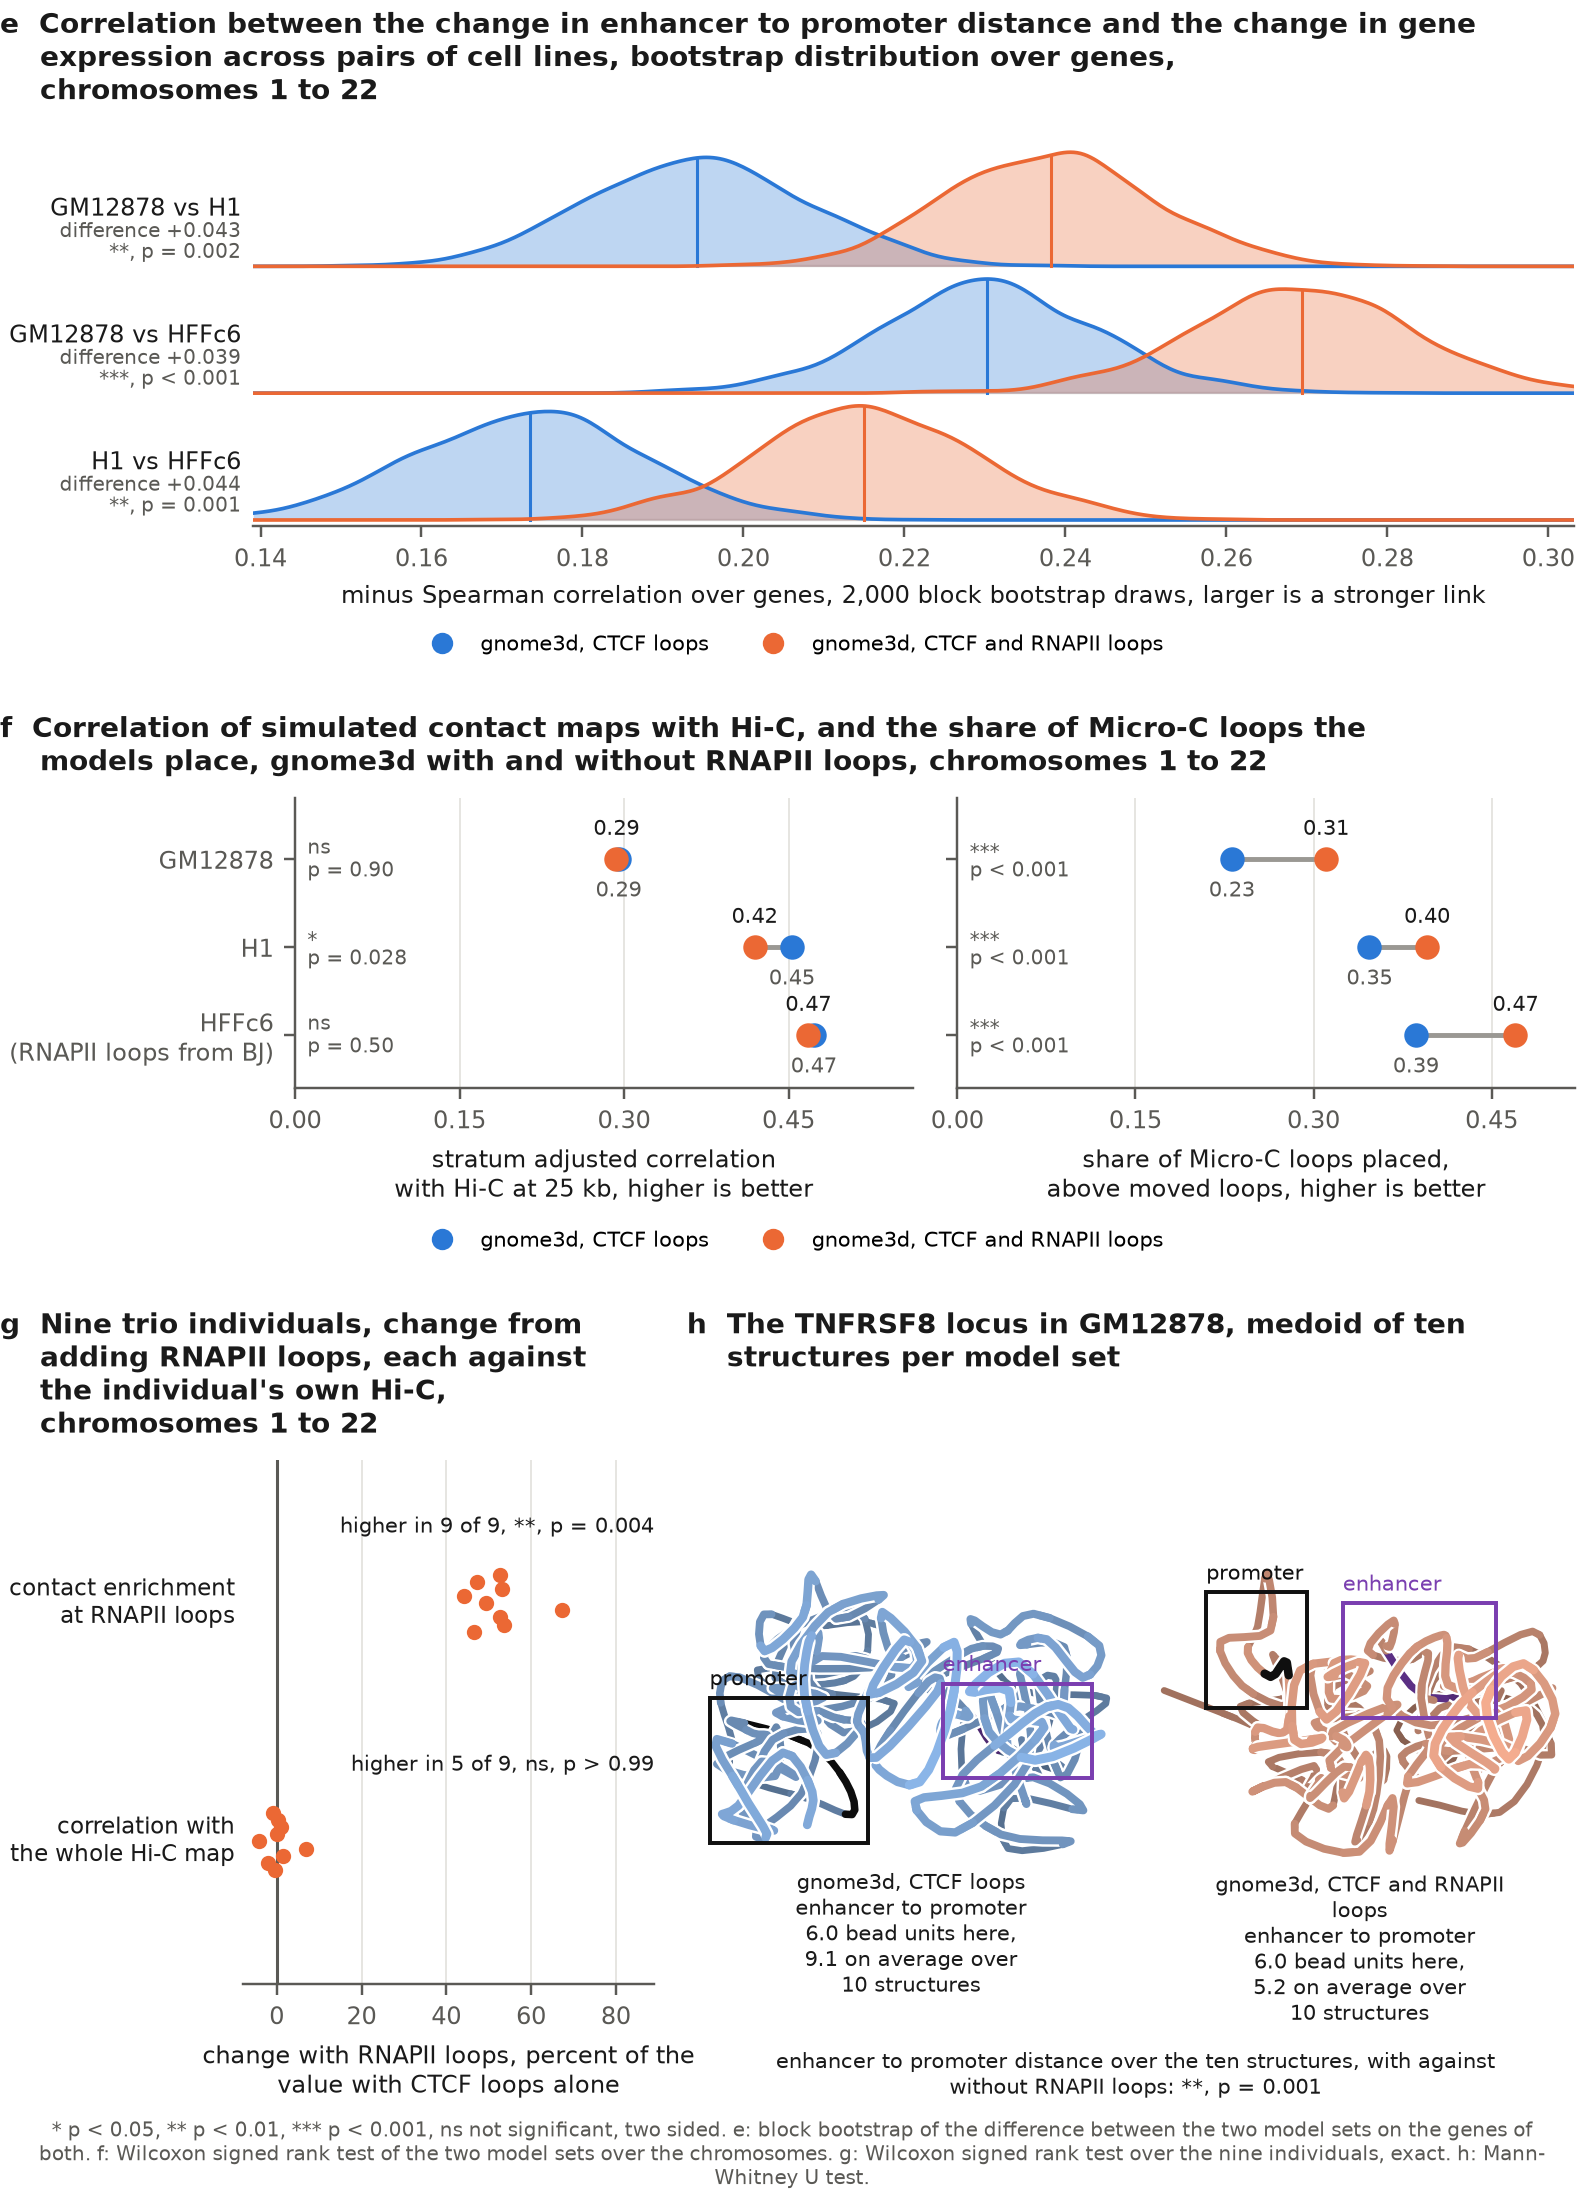 e Correlation between the change in enhancer to promoter distance and the change in gene
expression across pairs of cell lines, bootstrap distribution over genes,
chromosomes 1 to 22
GM12878 vs H1
difference +0.043
**, p = 0.002
GM12878 vs HFFc6
difference +0.039
***, p < 0.001
H1 vs HFFc6
difference +0.044
**, p = 0.001
0.14 0.16 0.18 0.20 0.22 0.24 0.26 0.28 0.30
minus Spearman correlation over genes, 2,000 block bootstrap draws, larger is a stronger link
gnome3d, CTCF loops gnome3d, CTCF and RNAPII loops
f Correlation of simulated contact maps with Hi-C, and the share of Micro-C loops the
models place, gnome3d with and without RNAPII loops, chromosomes 1 to 22
GM12878
ns
p = 0.90
0.29
0.29
H1
*
p = 0.028
0.42
0.45
HFFc6
(RNAPII loops from BJ)
ns
p = 0.50
0.47
0.47
0.00 0.15 0.30 0.45
stratum adjusted correlation
with Hi-C at 25 kb, higher is better
***
p < 0.001
0.31
0.23
***
p < 0.001
0.40
0.35
***
p < 0.001
0.47
0.39
0.00 0.15 0.30 0.45
share of Micro-C loops placed,
above moved loops, higher is better
gnome3d, CTCF loops gnome3d, CTCF and RNAPII loops
g Nine trio individuals, change from
adding RNAPII loops, each against
the individual's own Hi-C,
chromosomes 1 to 22
higher in 9 of 9, **, p = 0.004
contact enrichment
at RNAPII loops
higher in 5 of 9, ns, p > 0.99
correlation with
the whole Hi-C map
0 20 40 60 80
change with RNAPII loops, percent of the
value with CTCF loops alone
h The TNFRSF8 locus in GM12878, medoid of ten
structures per model set
promoter
enhancer
promoter
enhancer
gnome3d, CTCF loops
enhancer to promoter
6.0 bead units here,
9.1 on average over
10 structures
gnome3d, CTCF and RNAPII
loops
enhancer to promoter
6.0 bead units here,
5.2 on average over
10 structures
enhancer to promoter distance over the ten structures, with against
without RNAPII loops: **, p = 0.001
* p < 0.05, ** p < 0.01, *** p < 0.001, ns not significant, two sided. e: block bootstrap of the difference between the two model sets on the genes of
both. f: Wilcoxon signed rank test of the two model sets over the chromosomes. g: Wilcoxon signed rank test over the nine individuals, exact. h: Mann-
Whitney U test.